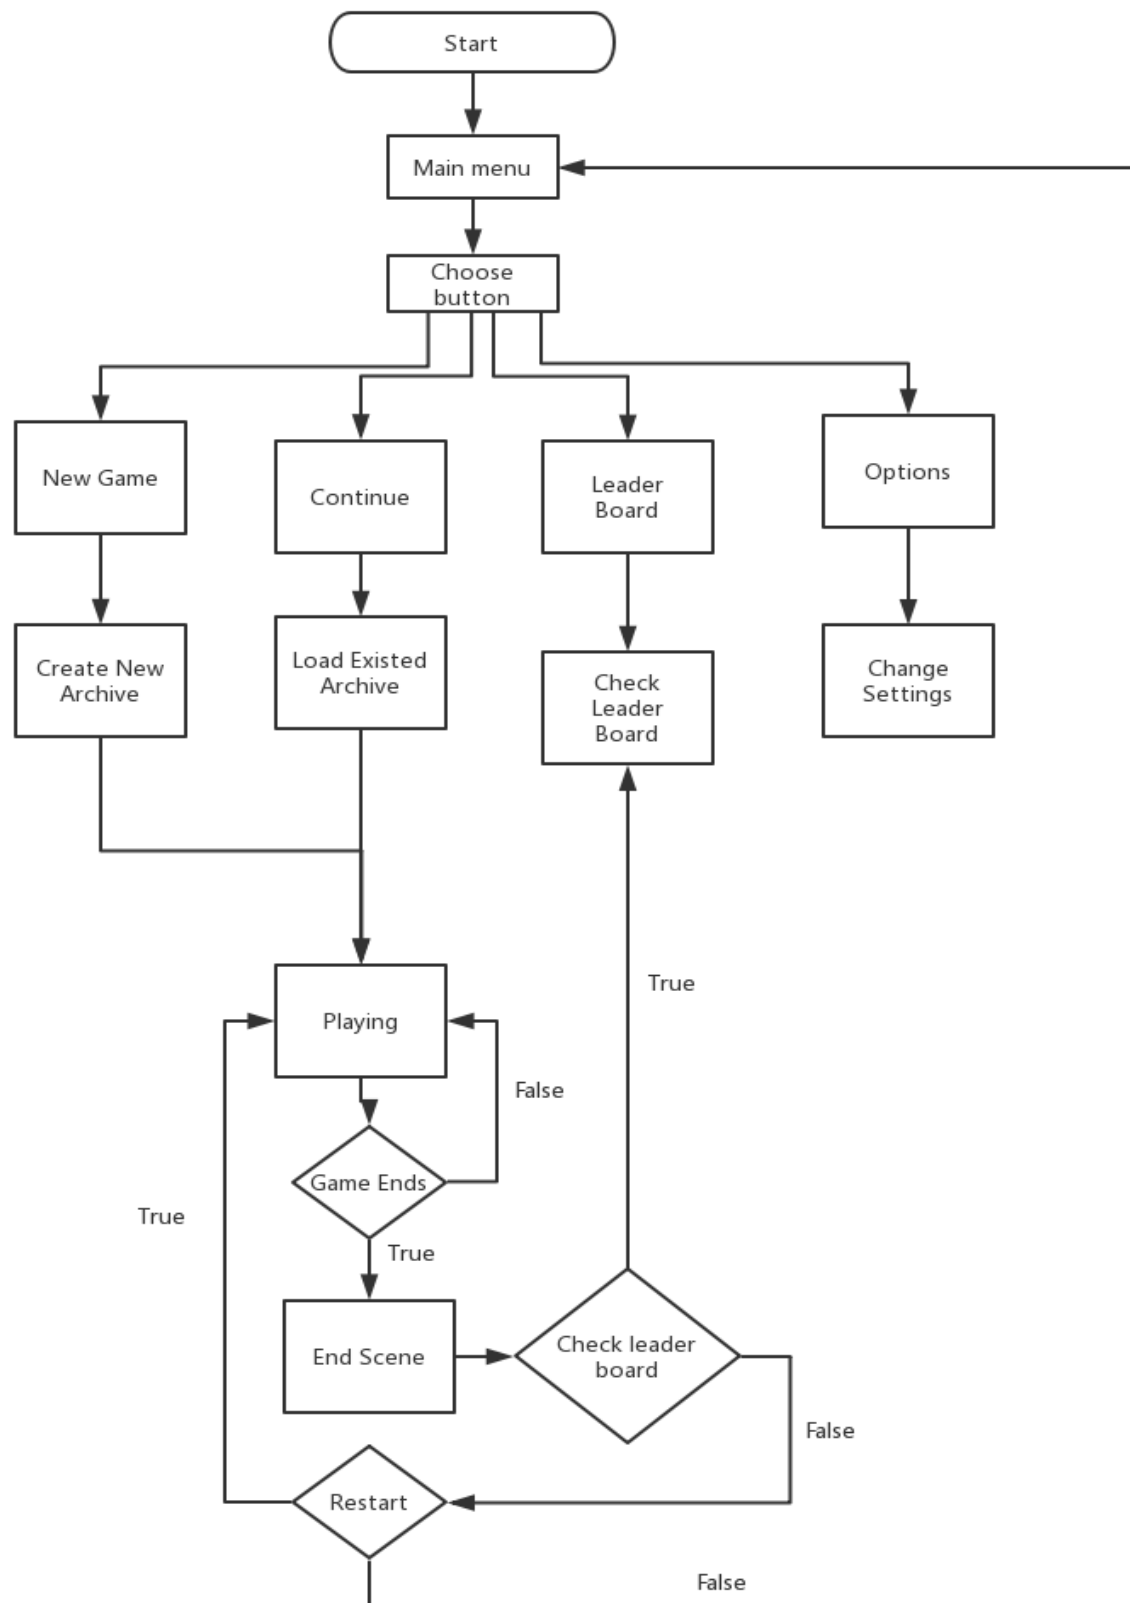 Start
Main menu
Choose
button
New Game
Continue
Leader
Board
Options
Create New
Archive
Load Existed
Archive
Check
Leader
Board
Change
Settings
Playing
True
False
Game Ends
True
True
End Scene
Check leader
board
False
Restart
False